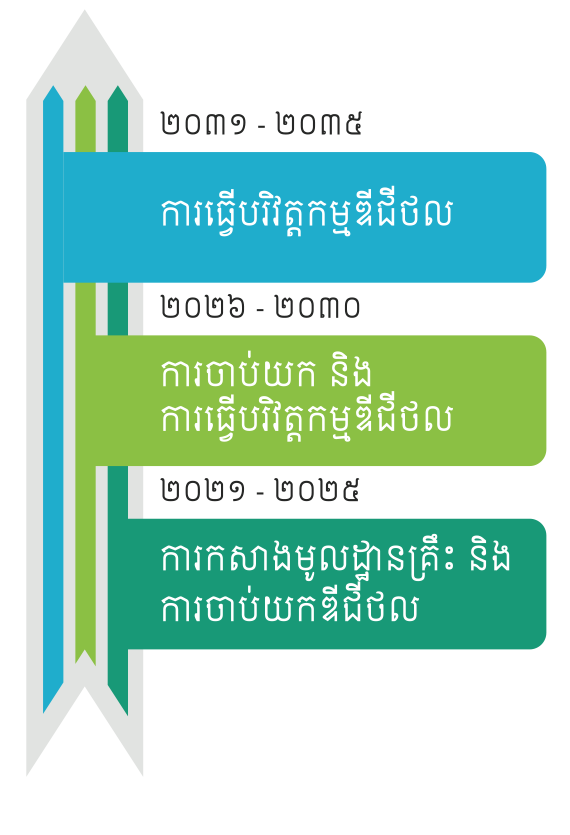 ២០៣១ - ២០៣៥
ការធ្វើបរិវត្តកម្មឌីជីថល
២០២៦ - ២០៣០
ការចាប់យក និង
ការធ្វើបរិវត្តកម្មឌីជីថល
២០២១ - ២០២៥
ការកសាងមូលដ្ឋានគ្រឹះ និង
ការចាប់យកឌីជីថល